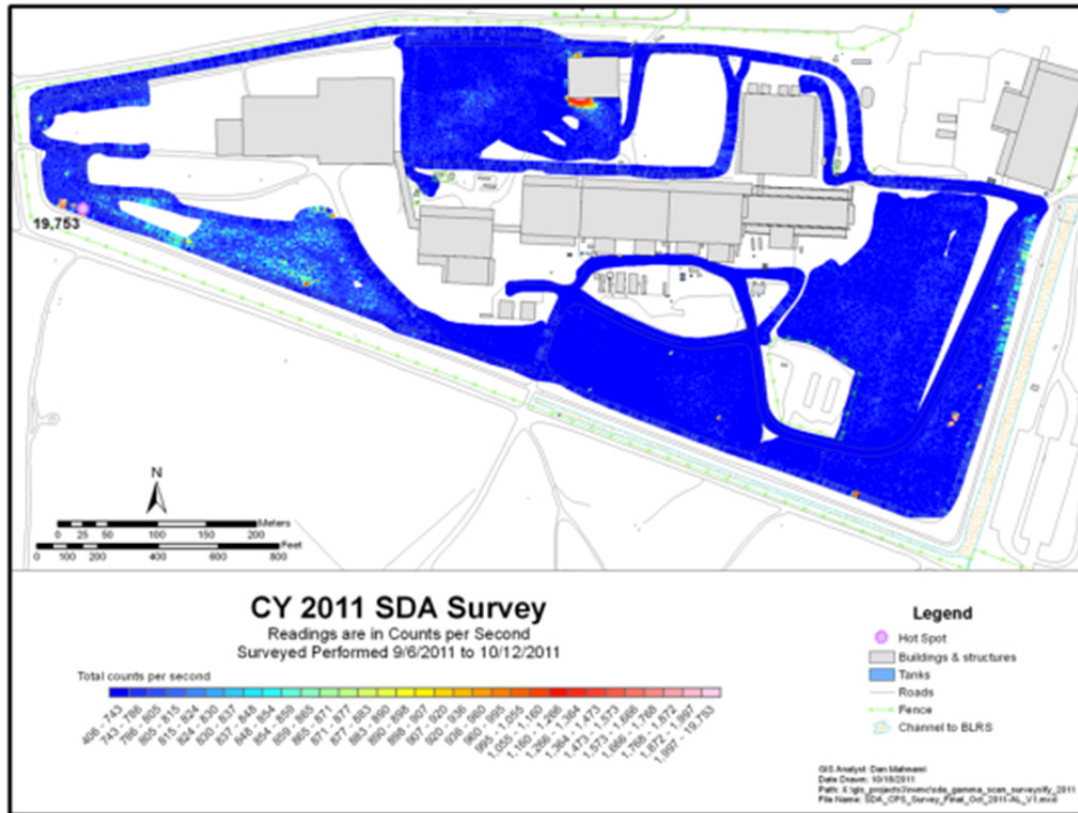 19,753
N
0 25 50 100 150 200 Meters
0 100 200 400 600 800 Feet
CY 2011 SDA Survey
Readings are in Counts per Second
Surveyed Performed 9/6/2011 to 10/12/2011
Total counts per second
406 - 743
743 - 786
786 - 805
805 - 815
815 - 824
824 - 830
830 - 837
837 - 848
848 - 854
854 - 859
859 - 865
865 - 871
871 - 877
877 - 883
883 - 890
890 - 898
898 - 907
907 - 920
920 - 936
936 - 960
960 - 995
995 - 1,055
1,055 - 1,160
1,160 - 1,266
1,266 - 1,364
1,364 - 1,473
1,473 - 1,573
1,573 - 1,666
1,666 - 1,768
1,768 - 1,872
1,872 - 1,997
1,997 - 19,753
Legend
Hot Spot
Buildings & structures
Tanks
Roads
Fence
Channel to BLRS
GIS Analyst: Dan Mahnami
Date Drawn: 10/18/2011
File Name: SDA_CPS_Survey_Final_Oct_2011-AL_V1.mxd